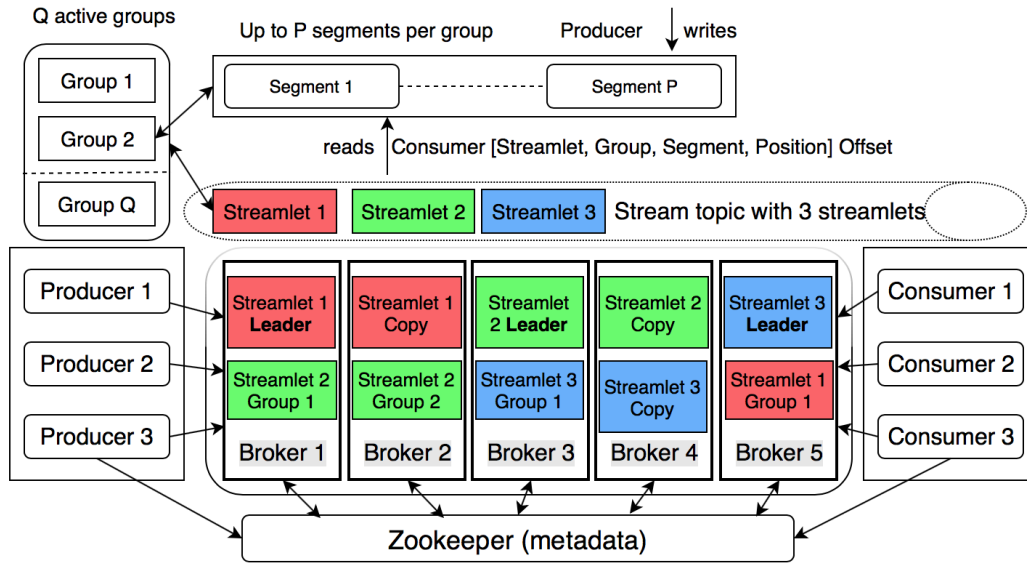 Q active groups
Up to P segments per group
Producer
writes
Group 1
Group 2
Group Q
Segment 1
Segment P
reads
Consumer [Streamlet, Group, Segment, Position] Offset
Streamlet 1
Streamlet 2
Streamlet 3
Stream topic with 3 streamlets
Producer 1
Producer 2
Producer 3
Streamlet 1
Leader
Streamlet 2
Group 1
Broker 1
Streamlet 1
Copy
Streamlet 2
Group 2
Broker 2
Streamlet
2 Leader
Streamlet 3
Group 1
Broker 3
Streamlet 2
Copy
Streamlet 3
Copy
Broker 4
Streamlet 3
Leader
Streamlet 1
Group 1
Broker 5
Consumer 1
Consumer 2
Consumer 3
Zookeeper (metadata)